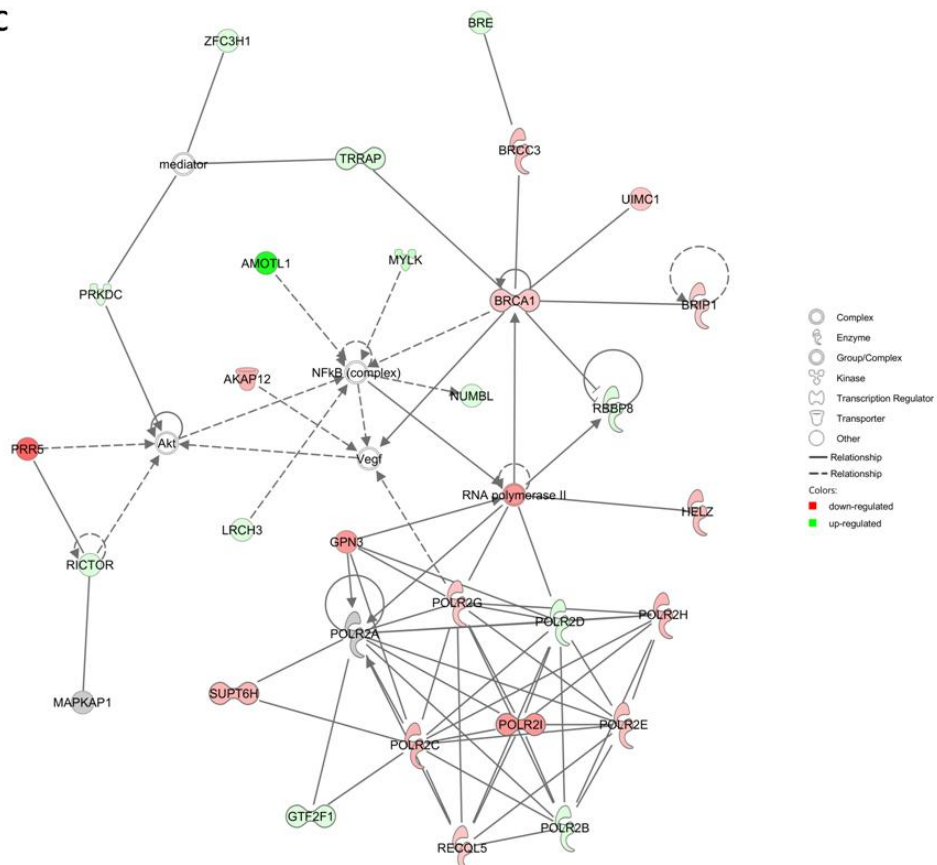 C
BRE
ZFC3H1
BRCC3
mediator
TRRAP
UIMC1
AMOTL1
MYLK
PRKDC
BRCA1
BRIP1
NFkB (complex)
AKAP12
NUMBL
RBBP8
Akt
PRR5
Vegf
RNA polymerase II
HELZ
LRCH3
GPN3
RICTOR
POLR2G
POLR2D
POLR2H
POLR2A
MAPKAP1
SUPT6H
POLR2I
POLR2E
POLR2C
GTF2F1
POLR2B
RECQL5
Complex
Enzyme
Group/Complex
Kinase
Transcription Regulator
Transporter
Other
Relationship
Relationship
Colors:
down-regulated
up-regulated